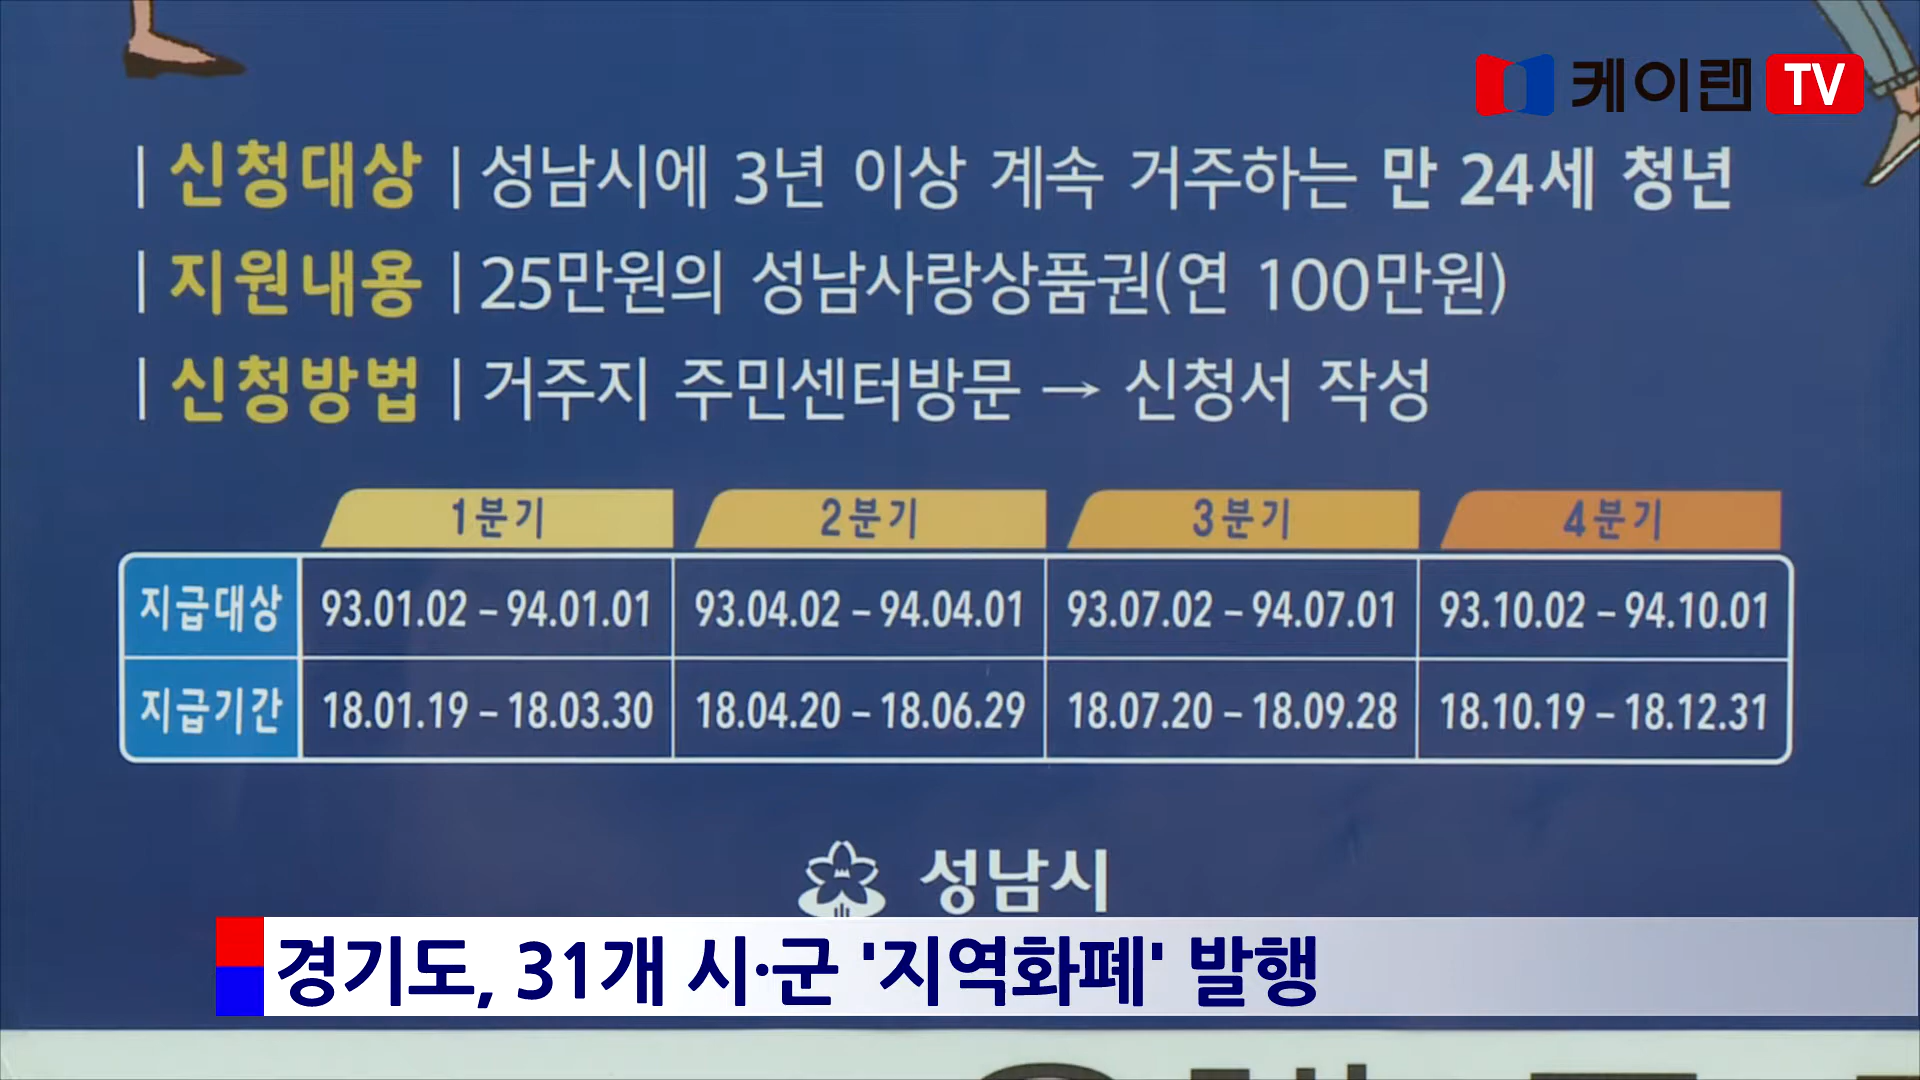 케이랜 TV
| 신청대상 | 성남시에 3년 이상 계속 거주하는 만 24세 청년
| 지원내용 | 25만원의 성남사랑상품권(연 100만원)
| 신청방법 | 거주지 주민센터방문 → 신청서 작성
1분기 2분기 3분기 4분기
지급대상 93.01.02 – 94.01.01 93.04.02 – 94.04.01 93.07.02 – 94.07.01 93.10.02 – 94.10.01
지급기간 18.01.19 – 18.03.30 18.04.20 – 18.06.29 18.07.20 – 18.09.28 18.10.19 – 18.12.31
성남시
경기도, 31개 시·군 '지역화폐' 발행